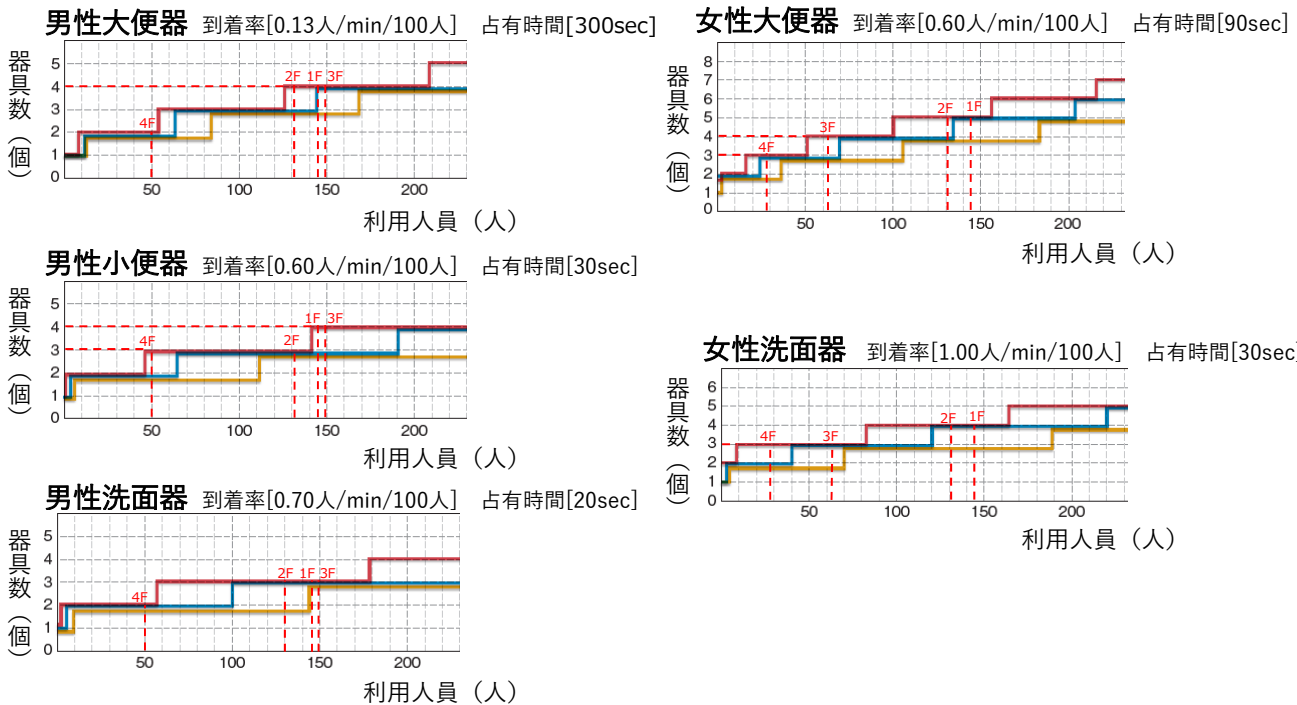 男性大便器 到着率[0.13人/min/100人] 占有時間[300sec]
器具数（個）
5
4
3
2
1
0
2F 1F 3F
4F
50 100 150 200
利用人員（人）
男性小便器 到着率[0.60人/min/100人] 占有時間[30sec]
器具数（個）
5
4
3
2
1
0
1F 3F
4F 2F
50 100 150 200
利用人員（人）
男性洗面器 到着率[0.70人/min/100人] 占有時間[20sec]
器具数（個）
5
4
3
2
1
0
2F 1F 3F
4F
50 100 150 200
利用人員（人）
女性大便器 到着率[0.60人/min/100人] 占有時間[90sec]
器具数（個）
8
7
6
5
4
3
2
1
0
2F 1F
3F
4F
50 100 150 200
利用人員（人）
女性洗面器 到着率[1.00人/min/100人] 占有時間[30sec]
器具数（個）
6
5
4
3
2
1
0
2F 1F
4F 3F
50 100 150 200
利用人員（人）